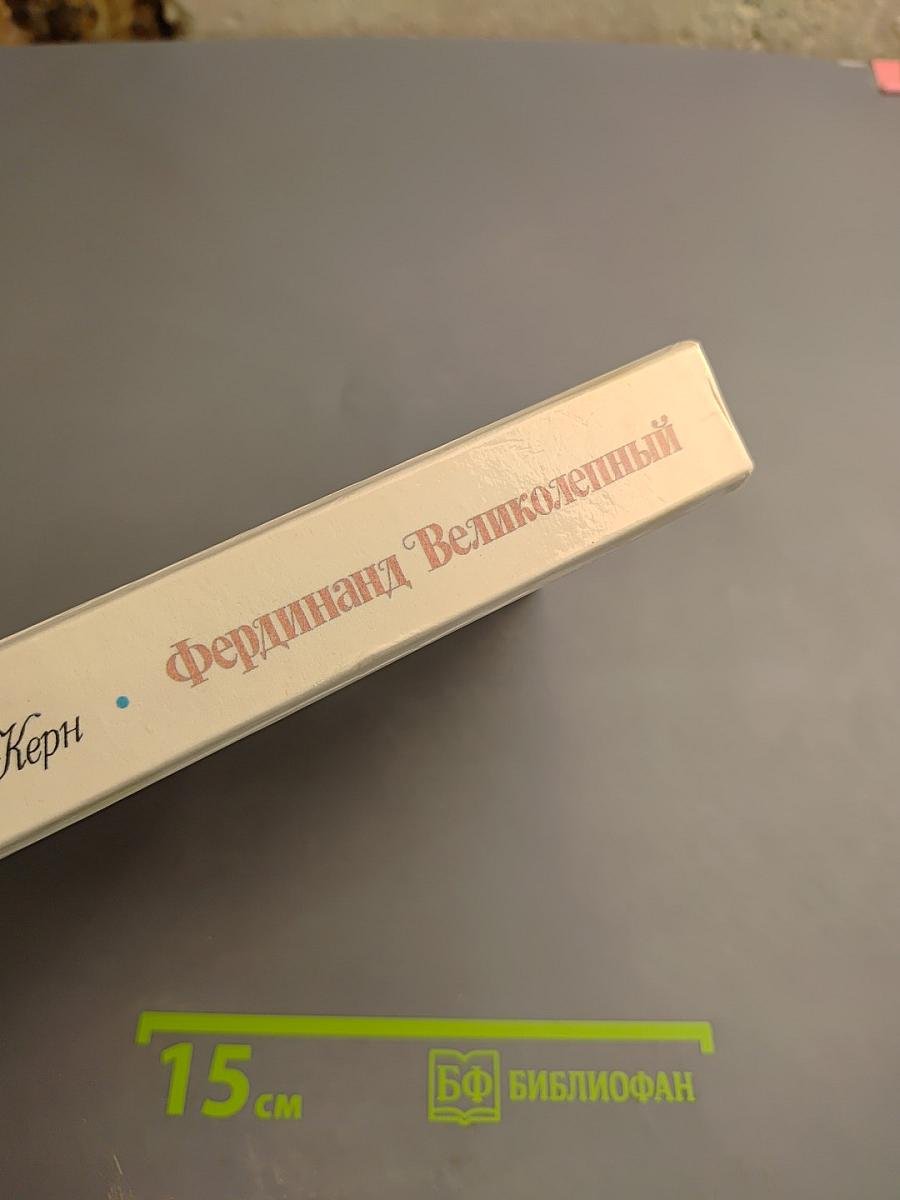 Керн • Фердинанд Великолепный
15 см
БФ БИБЛИОФАН